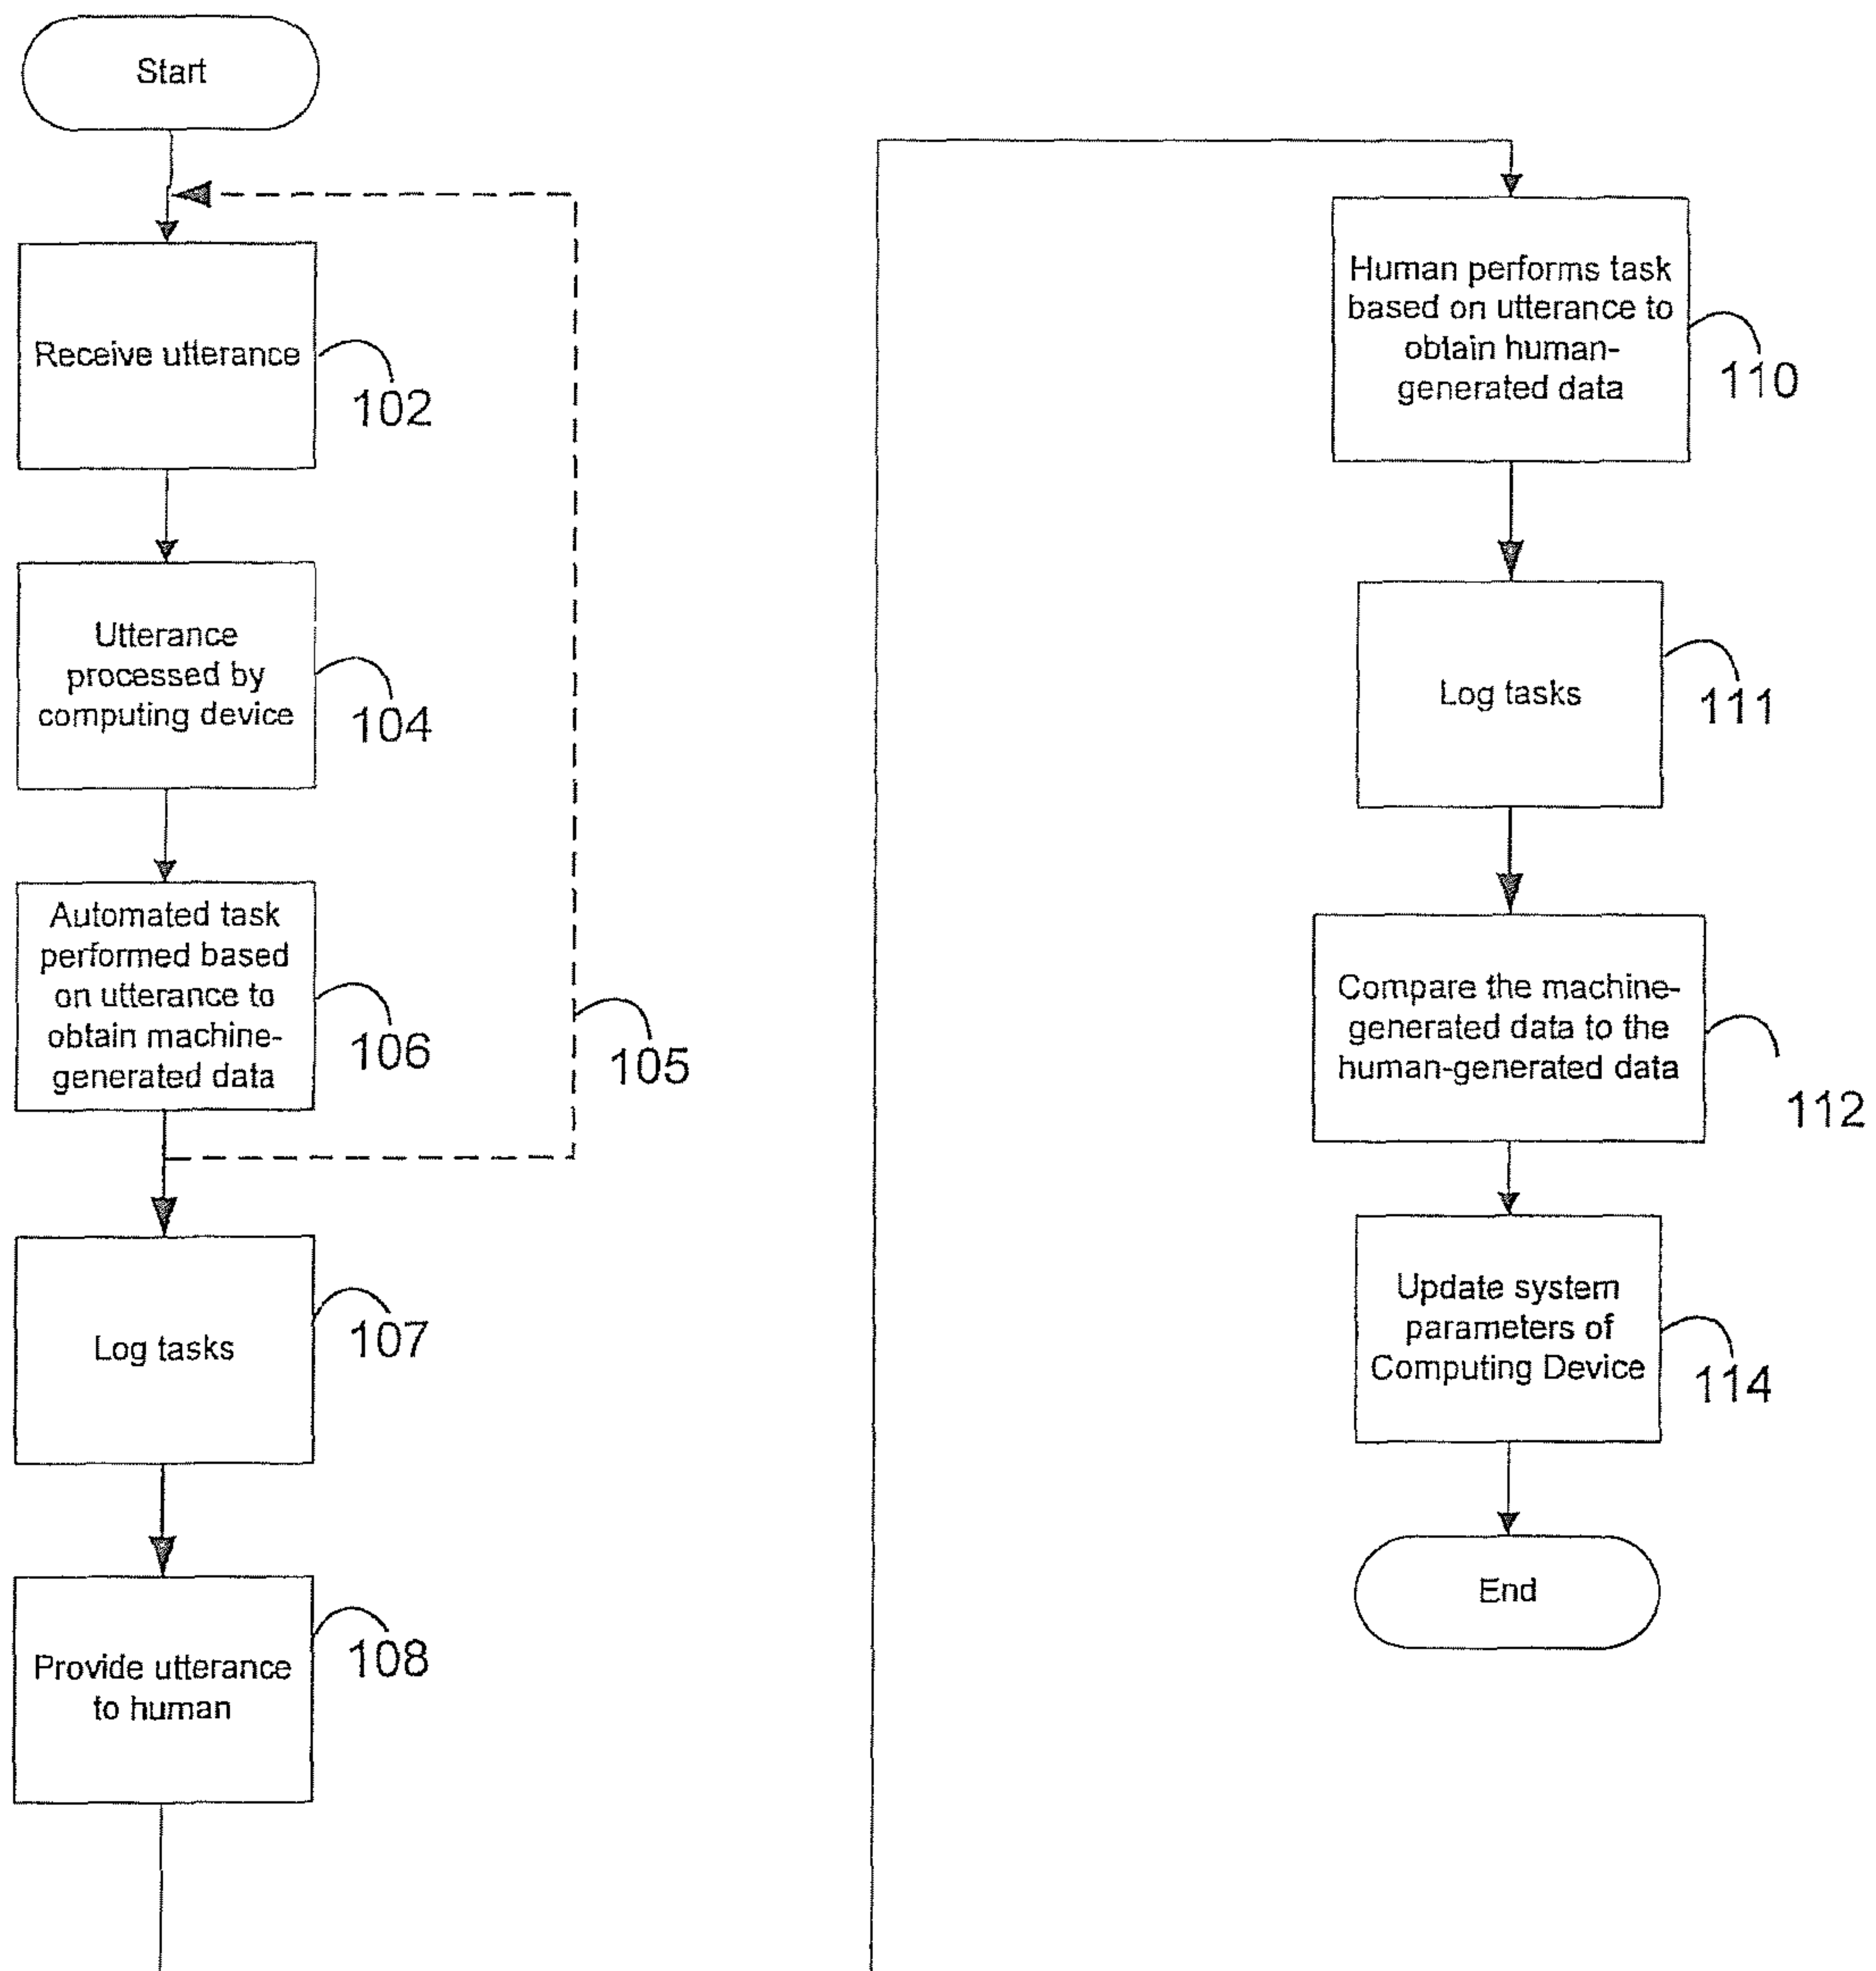 Start
Receive utterance
102
Utterance
processed by
computing device
104
Automated task
performed based
on utterance to
obtain machine-
generated data
106
105
Log tasks
107
Provide utterance
to human
108
Human performs task
based on utterance to
obtain human-
generated data
110
Log tasks
111
Compare the machine-
generated data to the
human-generated data
112
Update system
parameters of
Computing Device
114
End